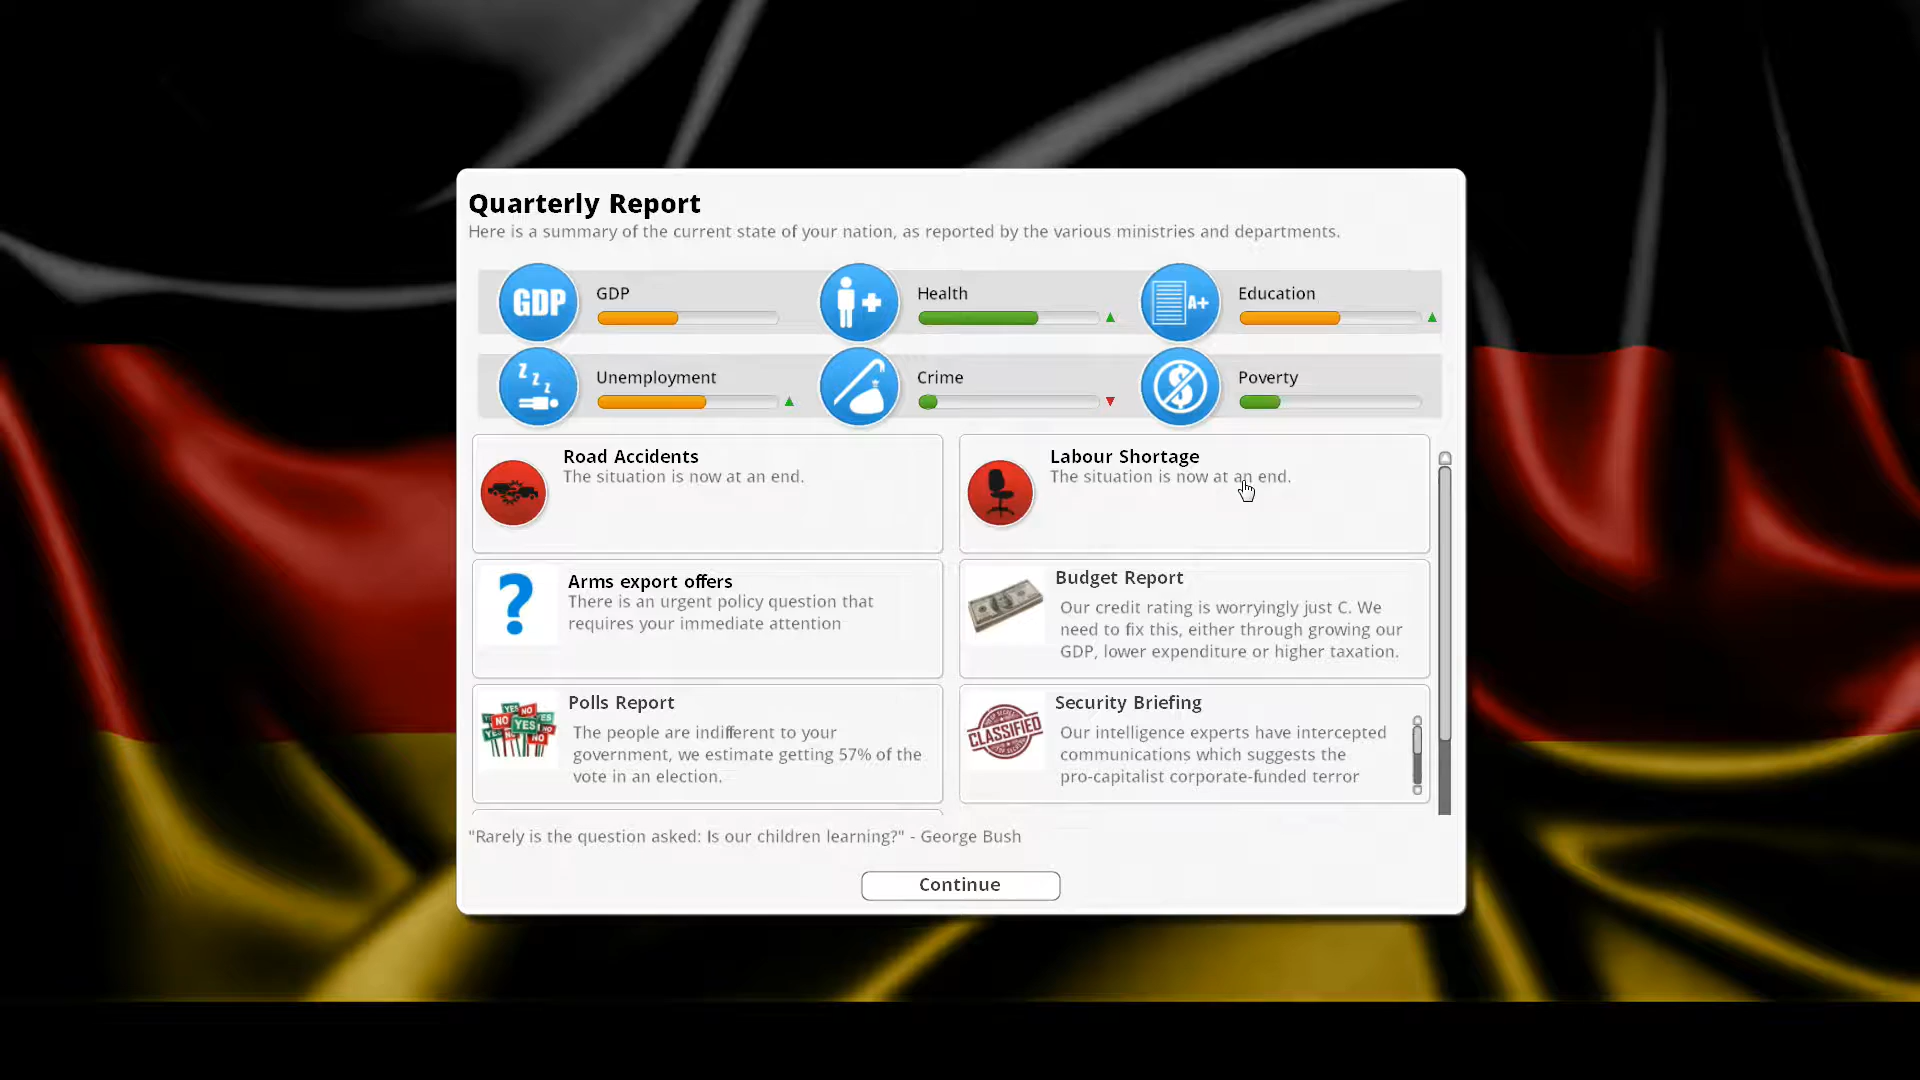 Quarterly Report
Here is a summary of the current state of your nation, as reported by the various ministries and departments.
GDP
GDP
Health
A+
Education
Z Z Z
Unemployment
Crime
$
Poverty
Road Accidents
The situation is now at an end.
Labour Shortage
The situation is now at an end.
?
Arms export offers
There is an urgent policy question that
requires your immediate attention
Budget Report
Our credit rating is worryingly just C. We
need to fix this, either through growing our
GDP, lower expenditure or higher taxation.
NO YES NO
Polls Report
The people are indifferent to your
government, we estimate getting 57% of the
vote in an election.
CLASSIFIED
Security Briefing
Our intelligence experts have intercepted
communications which suggests the
pro-capitalist corporate-funded terror
"Rarely is the question asked: Is our children learning?" - George Bush
Continue